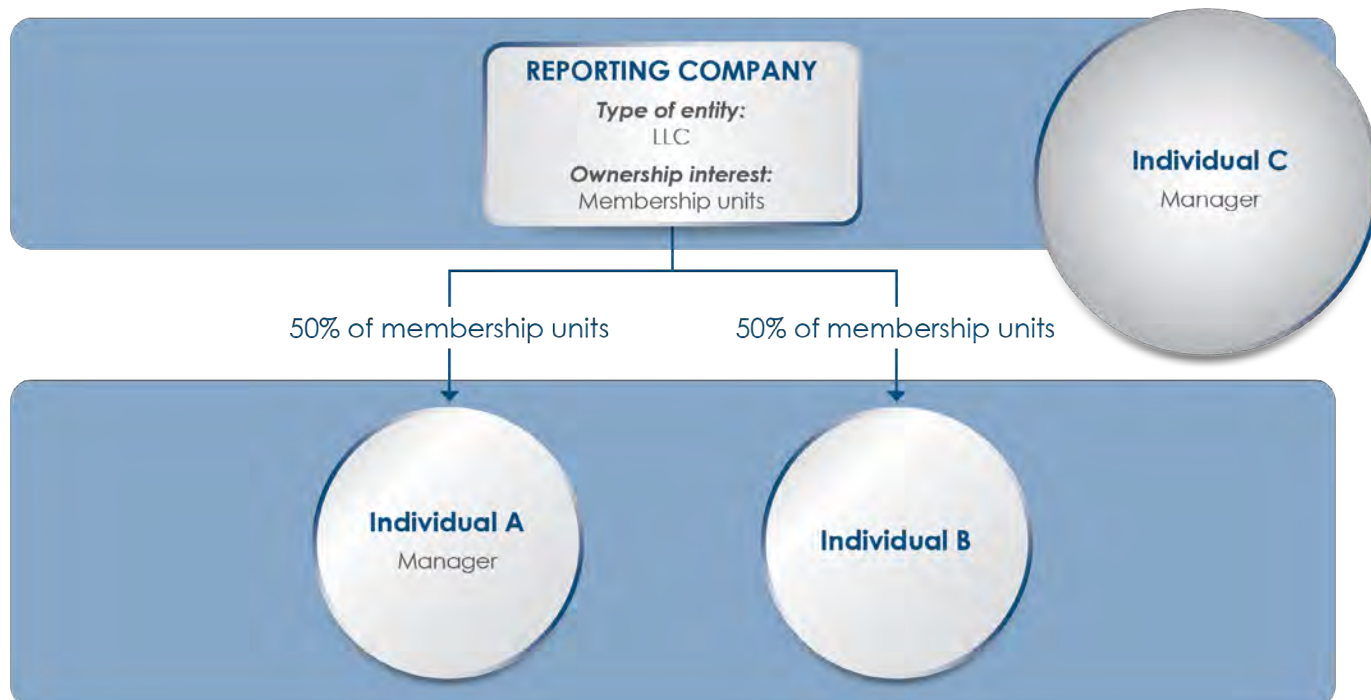 REPORTING COMPANY
Type of entity:
LLC
Ownership interest:
Membership units
Individual C
Manager
50% of membership units
50% of membership units
Individual A
Manager
Individual B